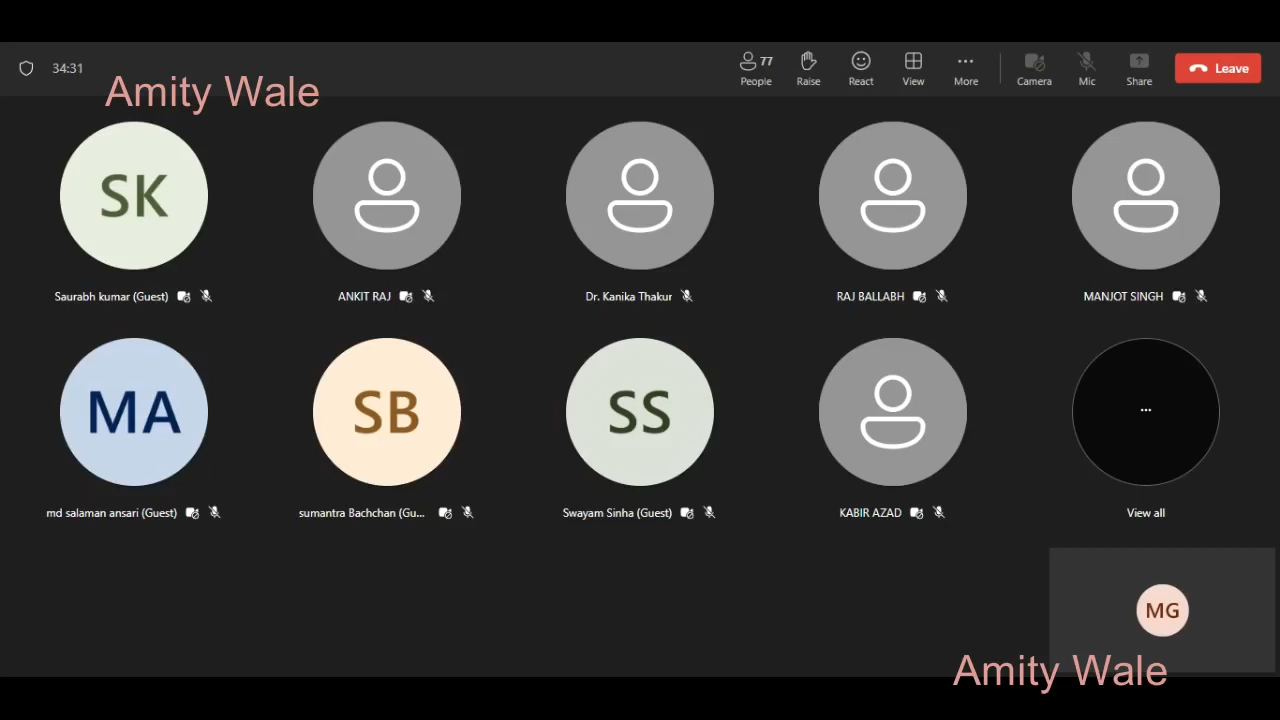 34:31
77
People
Raise
React
View
More
Camera
Mic
Share
Leave
Amity Wale
SK
Saurabh kumar (Guest)
ANKIT RAJ
Dr. Kanika Thakur
RAJ BALLABH
MANJOT SINGH
MA
SB
SS
md salaman ansari (Guest)
sumantra Bachchan (Gu...
Swayam Sinha (Guest)
KABIR AZAD
View all
MG
Amity Wale